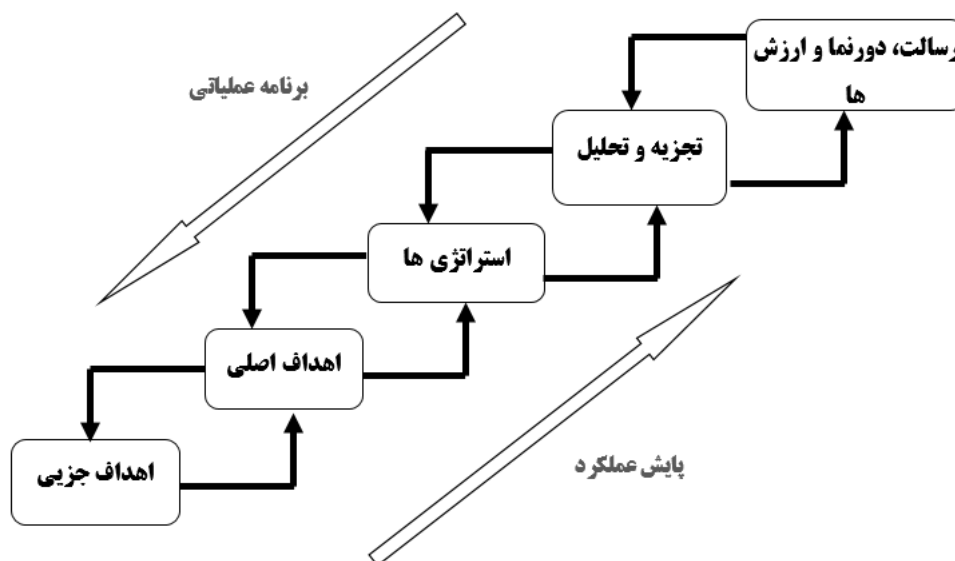 رسالت، دورنما و ارزش
ها
برنامه عملیاتی
تجزیه و تحلیل
استراتژی ها
اهداف اصلی
اهداف جزیی
پایش عملکرد